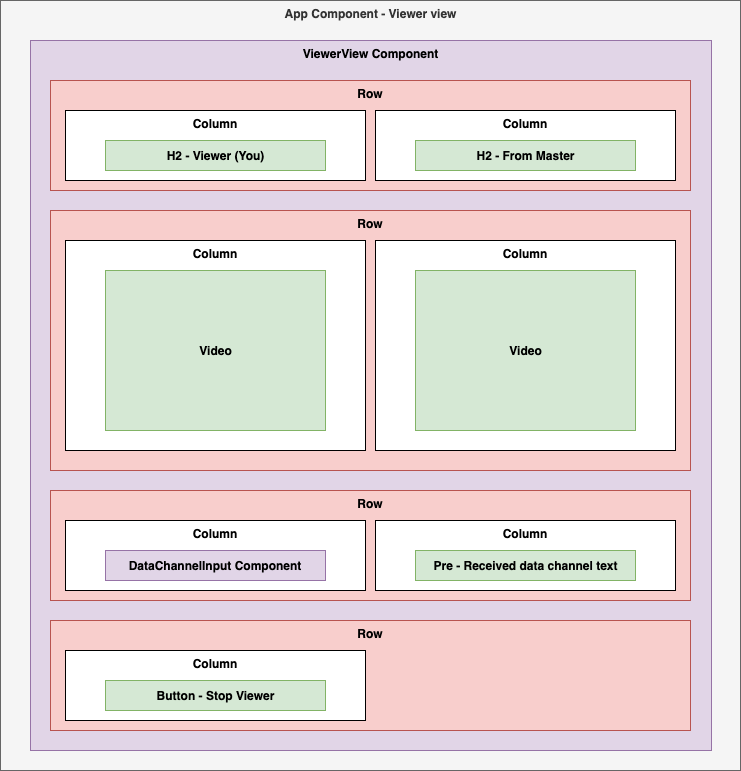 App Component - Viewer view
ViewerView Component
Row
Column
H2 - Viewer (You)
Column
H2 - From Master
Row
Column
Video
Column
Video
Row
Column
DataChannelInput Component
Column
Pre - Received data channel text
Row
Column
Button - Stop Viewer